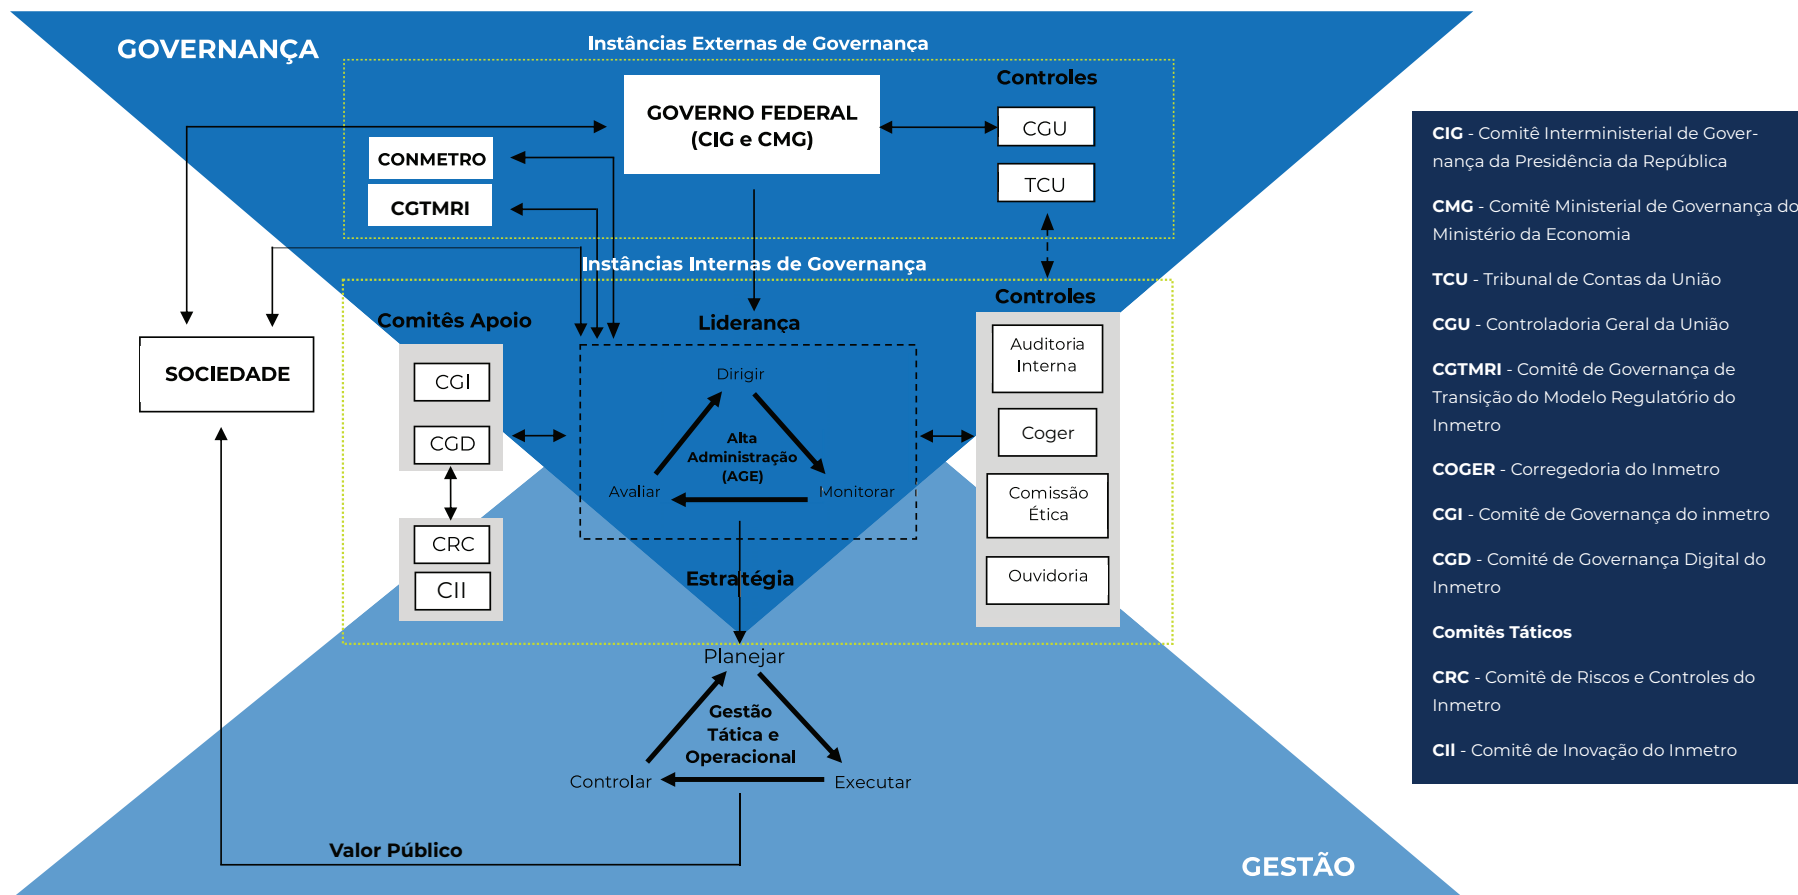 GOVERNANÇA
Instâncias Externas de Governança
Controles
GOVERNO FEDERAL
(CIG e CMG)
CGU
TCU
CONMETRO
CGTMRI
Instâncias Internas de Governança
Controles
Comitês Apoio
Liderança
SOCIEDADE
CGI
CGD
CRC
CII
Dirigir
Alta
Administração
(AGE)
Avaliar
Monitorar
Auditoria
Interna
Coger
Comissão
Ética
Ouvidoria
Estratégia
Planejar
Gestão
Tática e
Operacional
Controlar
Executar
Valor Público
GESTÃO
CIG - Comitê Interministerial de Gover-
nança da Presidência da República
CMG - Comitê Ministerial de Governança do
Ministério da Economia
TCU - Tribunal de Contas da União
CGU - Controladoria Geral da União
CGTMRI - Comitê de Governança de
Transição do Modelo Regulatório do
Inmetro
COGER - Corregedoria do Inmetro
CGI - Comitê de Governança do inmetro
CGD - Comité de Governança Digital do
Inmetro
Comitês Táticos
CRC - Comitê de Riscos e Controles do
Inmetro
CII - Comitê de Inovação do Inmetro